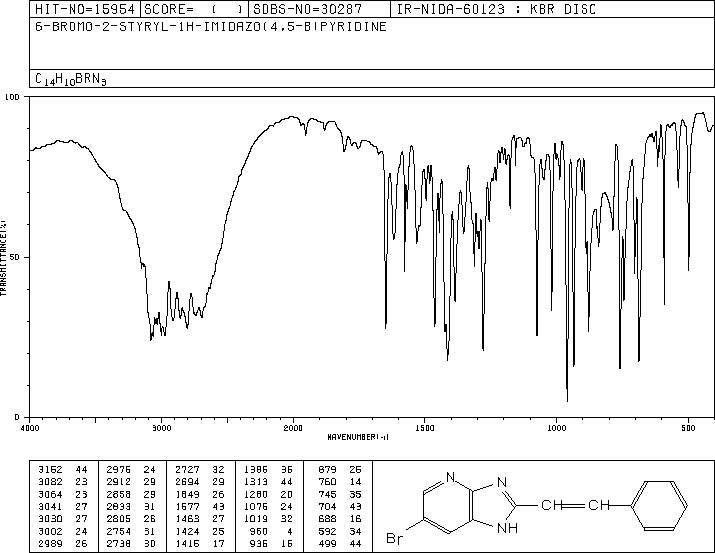 HIT-NO=15954 SCORE= ( ) SDBS-NO=30287 IR-NIDA-60123 : KBR DISC
6-BROMO-2-STYRYL-1H-IMIDAZO(4,5-B)PYRIDINE
C14H10BRN3
100
50
0
TRANSMITTANCE(%)
4000 3000 2000 1500 1000 500
WAVENUMBER(-1)
3162 44 2976 24 2727 32 1386 36 879 26
3082 23 2912 29 2694 29 1313 44 760 14
3064 23 2858 29 1649 26 1280 20 745 35
3041 27 2833 31 1577 43 1076 24 704 43
3030 27 2805 26 1463 27 1019 32 688 16
3002 24 2754 31 1424 25 960 4 592 34
2989 26 2738 30 1416 17 936 15 499 44
N N
CH CH
Br NH